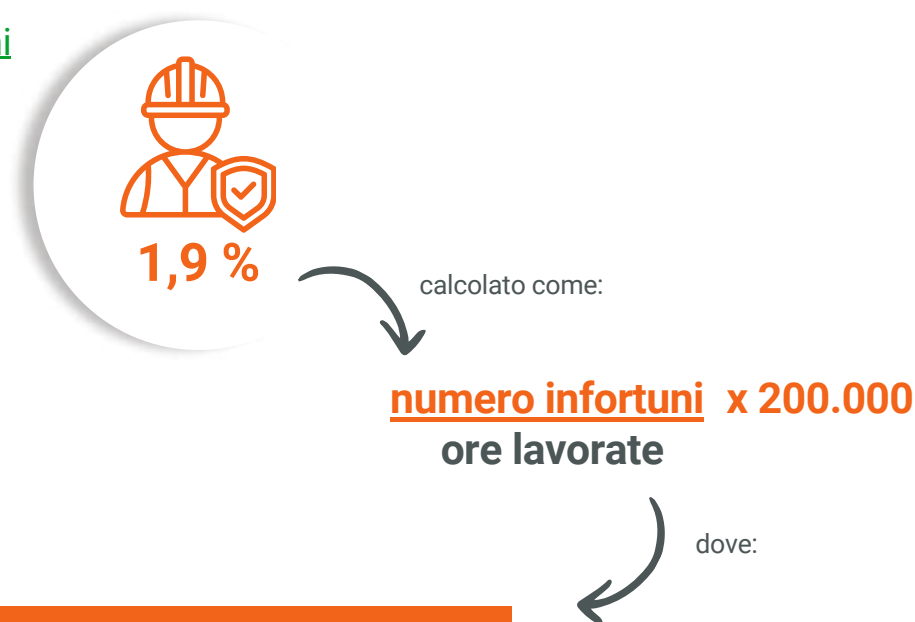 1,9 %
calcolato come:
numero infortuni x 200.000
ore lavorate
dove: